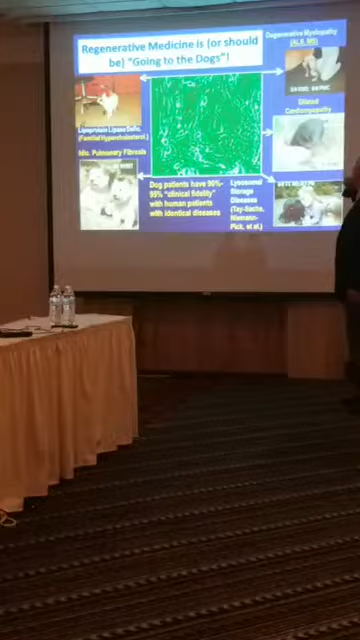 Regenerative Medicine is (or should
be) "Going to the Dogs"!
Degenerative Myelopathy
(ALS, MS)
Lipoprotein Lipase Defic.
(Familial Hypercholesterol.)
Dilated
Cardiomyopathy
Idio. Pulmonary Fibrosis
Dog patients have 90%-
95% "clinical fidelity"
with human patients
with identical diseases
Lysosomal
Storage
Diseases
(Tay-Sachs,
Niemann-
Pick, et al.)